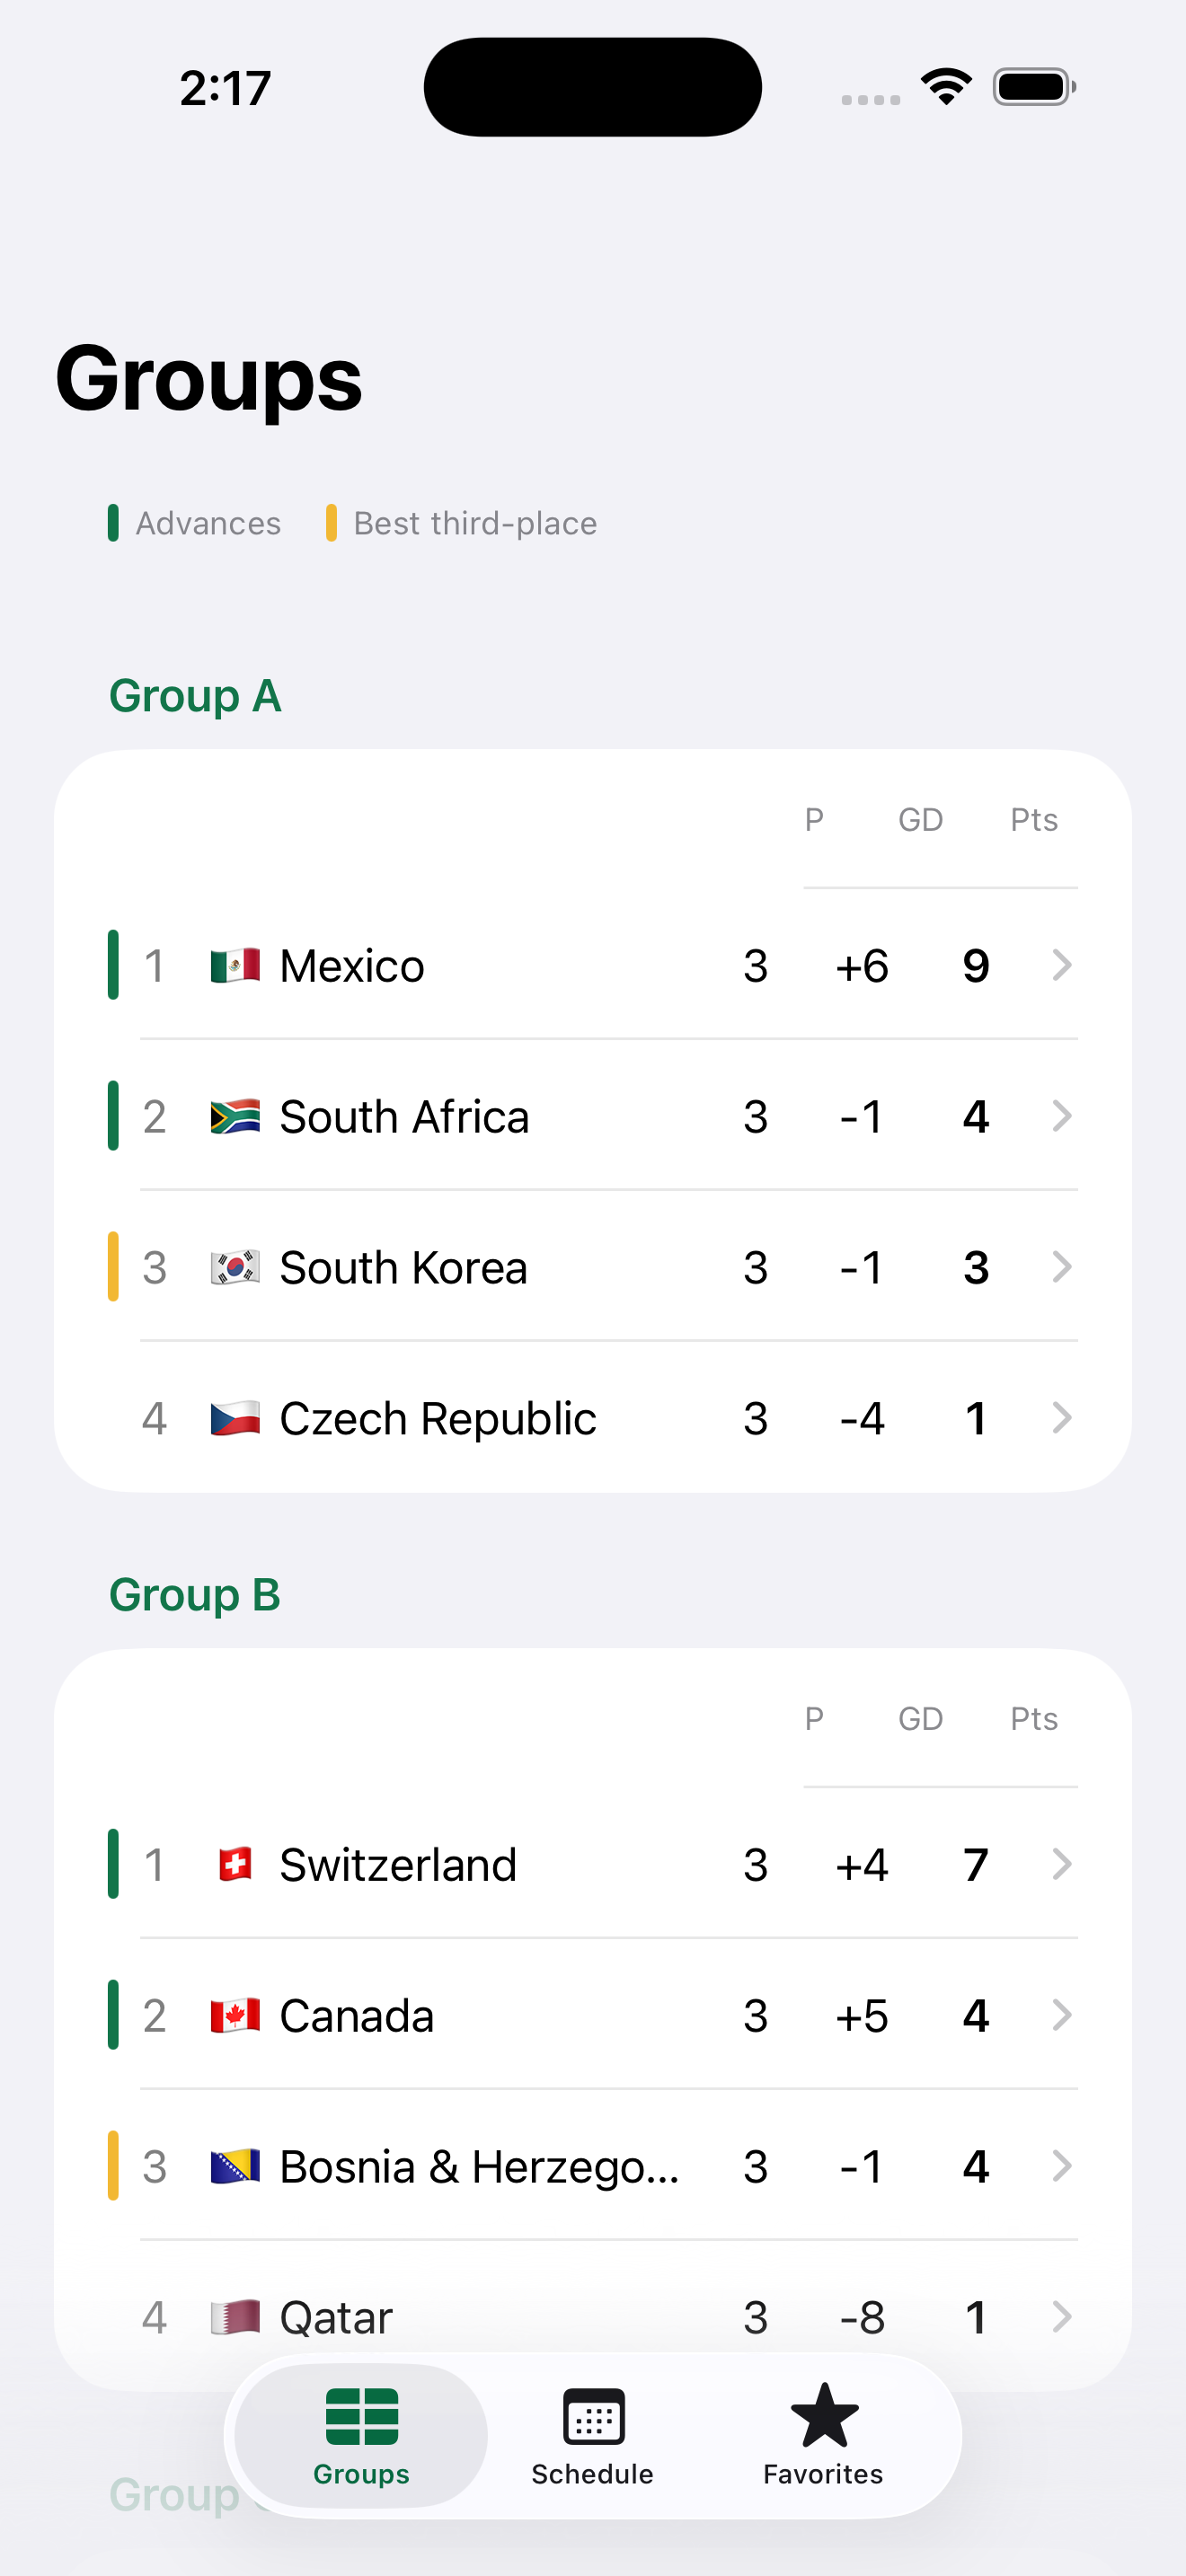 2:17
Groups
Advances Best third-place
Group A
P GD Pts
1 Mexico 3 +6 9
2 South Africa 3 -1 4
3 South Korea 3 -1 3
4 Czech Republic 3 -4 1
Group B
P GD Pts
1 Switzerland 3 +4 7
2 Canada 3 +5 4
3 Bosnia & Herzego... 3 -1 4
4 Qatar 3 -8 1
Group
Groups Schedule Favorites